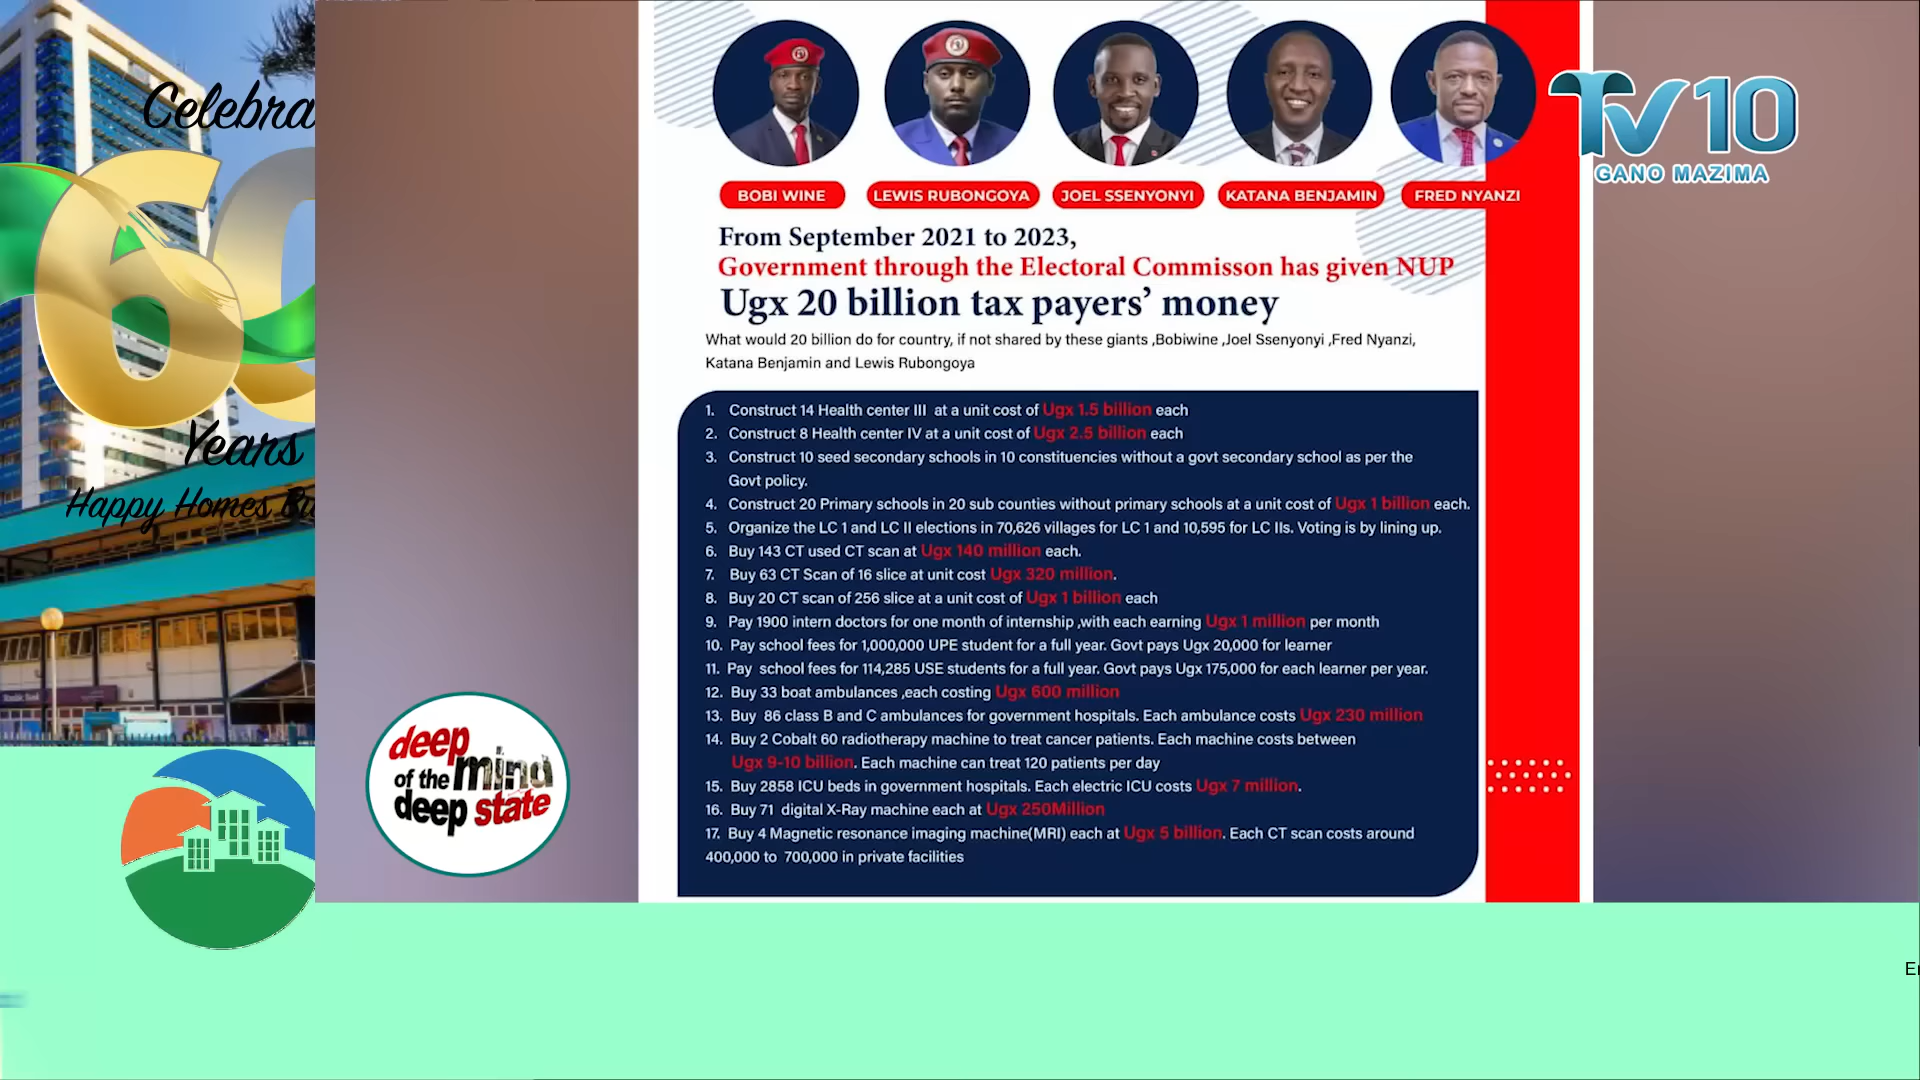 Celebra
60
Years
Happy Homes Bu
TV10
GANO MAZIMA
BOBI WINE
LEWIS RUBONGOYA
JOEL SSENYONYI
KATANA BENJAMIN
FRED NYANZI
From September 2021 to 2023,
Government through the Electoral Commisson has given NUP
Ugx 20 billion tax payers’ money
What would 20 billion do for country, if not shared by these giants ,Bobiwine ,Joel Ssenyonyi ,Fred Nyanzi,
Katana Benjamin and Lewis Rubongoya
1. Construct 14 Health center III at a unit cost of Ugx 1.5 billion each
2. Construct 8 Health center IV at a unit cost of Ugx 2.5 billion each
3. Construct 10 seed secondary schools in 10 constituencies without a govt secondary school as per the
Govt policy.
4. Construct 20 Primary schools in 20 sub counties without primary schools at a unit cost of Ugx 1 billion each.
5. Organize the LC 1 and LC II elections in 70,626 villages for LC 1 and 10,595 for LC IIs. Voting is by lining up.
6. Buy 143 CT used CT scan at Ugx 140 million each.
7. Buy 63 CT Scan of 16 slice at unit cost Ugx 320 million.
8. Buy 20 CT scan of 256 slice at a unit cost of Ugx 1 billion each
9. Pay 1900 intern doctors for one month of internship ,with each earning Ugx 1 million per month
10. Pay school fees for 1,000,000 UPE student for a full year. Govt pays Ugx 20,000 for learner
11. Pay school fees for 114,285 USE students for a full year. Govt pays Ugx 175,000 for each learner per year.
12. Buy 33 boat ambulances ,each costing Ugx 600 million
13. Buy 86 class B and C ambulances for government hospitals. Each ambulance costs Ugx 230 million
14. Buy 2 Cobalt 60 radiotherapy machine to treat cancer patients. Each machine costs between
Ugx 9-10 billion. Each machine can treat 120 patients per day
15. Buy 2858 ICU beds in government hospitals. Each electric ICU costs Ugx 7 million.
16. Buy 71 digital X-Ray machine each at Ugx 250Million
17. Buy 4 Magnetic resonance imaging machine(MRI) each at Ugx 5 billion. Each CT scan costs around
400,000 to 700,000 in private facilities
deep
of the mind
deep state